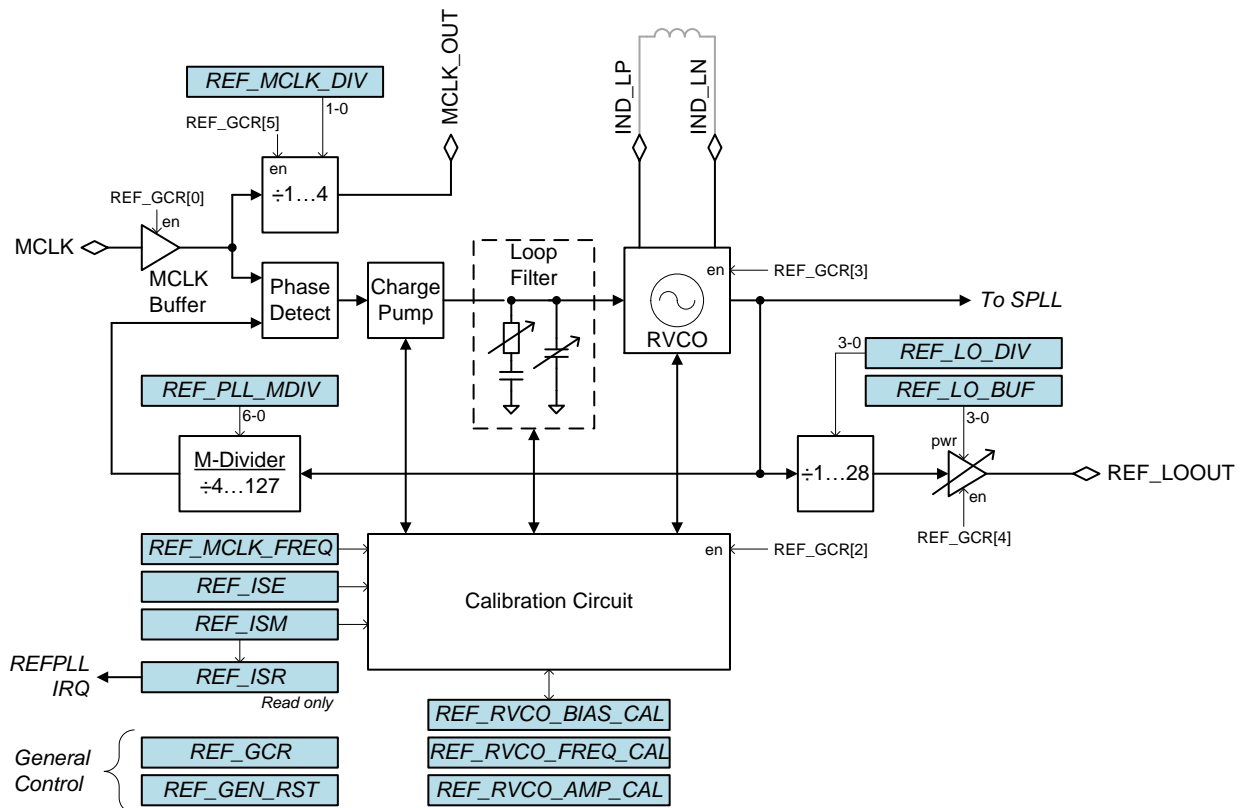 REF_MCLK_DIV
1-0
REF_GCR[5]
en
÷1…4
MCLK_OUT
IND_LP
IND_LN
REF_GCR[0]
en
MCLK
MCLK
Buffer
Phase
Detect
Charge
Pump
Loop
Filter
en
REF_GCR[3]
RVCO
To SPLL
3-0
REF_LO_DIV
REF_LO_BUF
3-0
REF_PLL_MDIV
6-0
M-Divider
÷4…127
÷1…28
pwr
en
REF_LOOUT
REF_GCR[4]
REF_MCLK_FREQ
REF_ISE
REF_ISM
REF_ISR
Read only
REFPLL
IRQ
Calibration Circuit
en
REF_GCR[2]
REF_RVCO_BIAS_CAL
REF_RVCO_FREQ_CAL
REF_RVCO_AMP_CAL
General
Control
REF_GCR
REF_GEN_RST